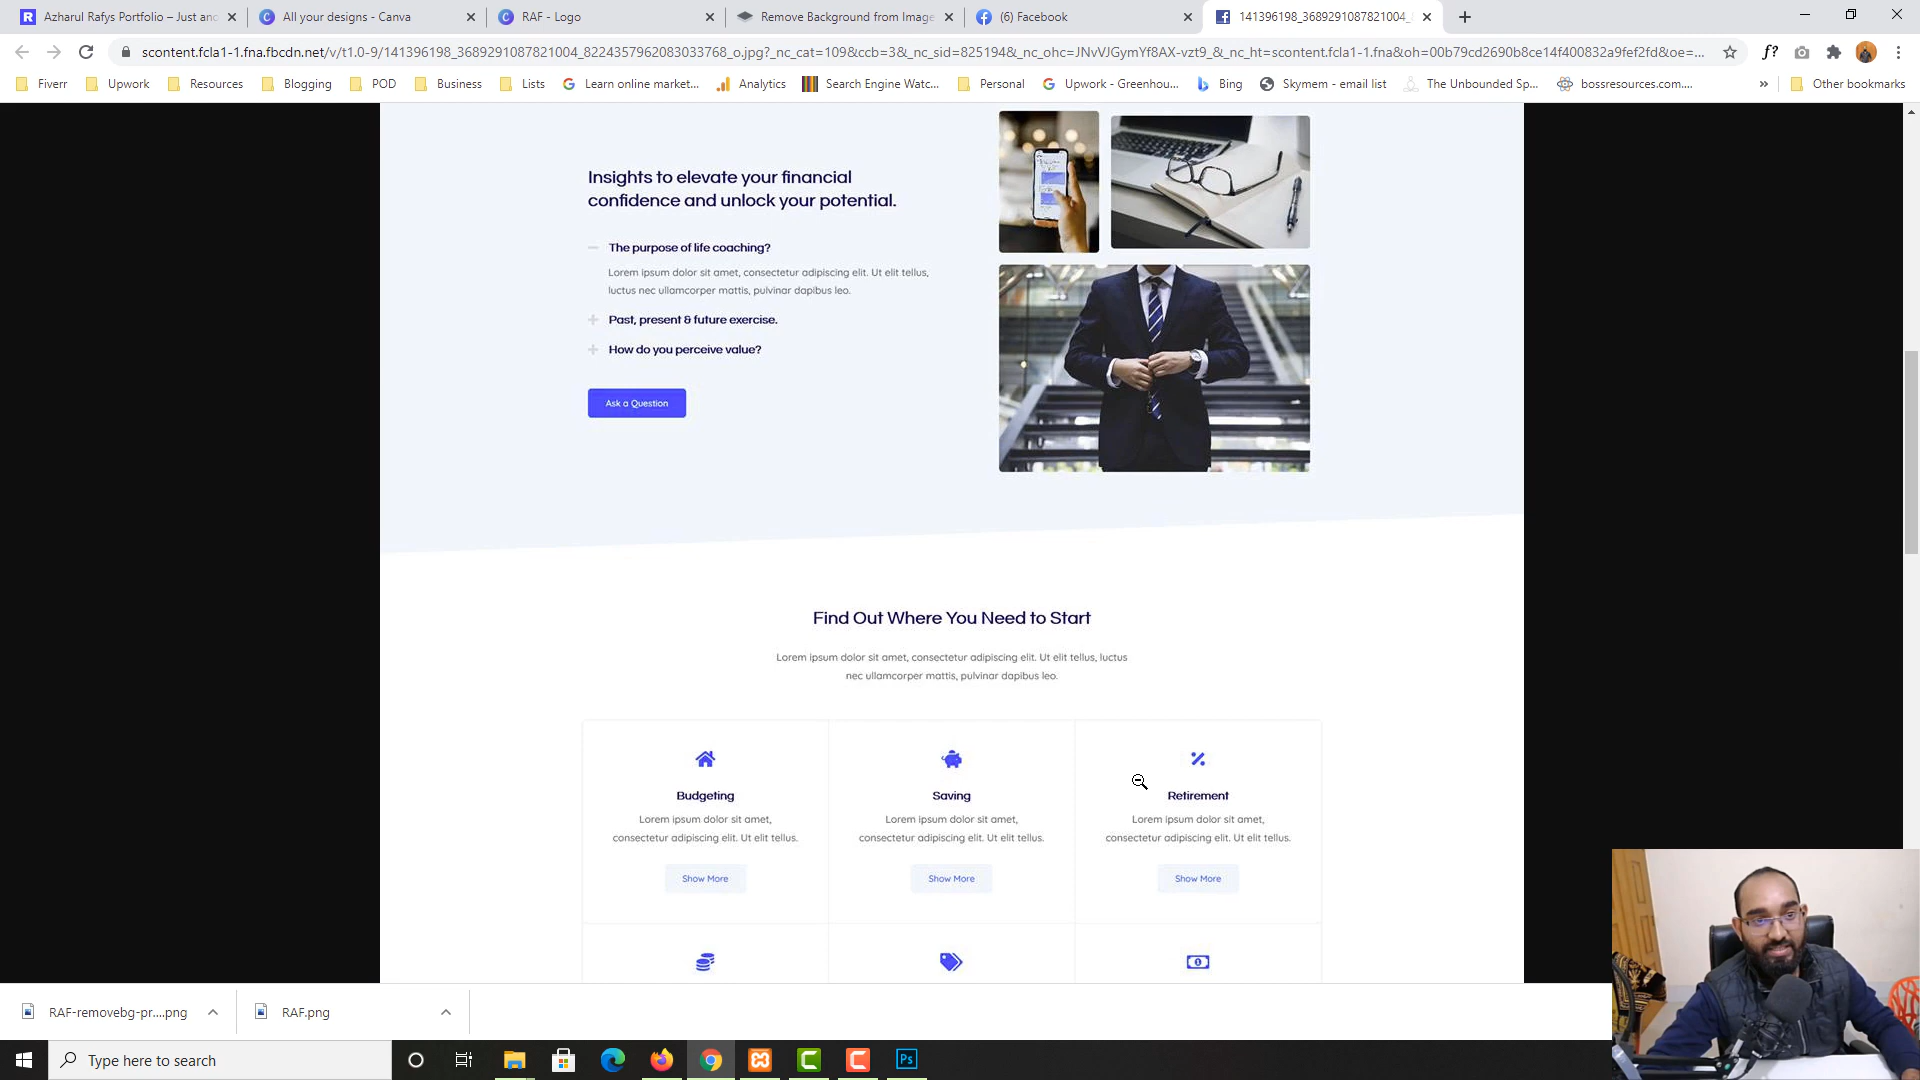 Azharul Rafys Portfolio – Just ano
All your designs - Canva
RAF - Logo
Remove Background from Image
(6) Facebook
141396198_3689291087821004_
scontent.fcla1-1.fna.fbcdn.net/v/t1.0-9/141396198_3689291087821004_8224357962083033768_o.jpg?_nc_cat=109&ccb=3&_nc_sid=825194&_nc_ohc=JNvVJGymYf8AX-vzt9_&_nc_ht=scontent.fcla1-1.fna&oh=00b79cd2690b8ce14f400832a9fef2fd&oe=...
f?
Fiverr
Upwork
Resources
Blogging
POD
Business
Lists
Learn online market...
Analytics
Search Engine Watc...
Personal
Upwork - Greenhou...
Bing
Skymem - email list
The Unbounded Sp...
bossresources.com....
»
Other bookmarks
Insights to elevate your financial
confidence and unlock your potential.
The purpose of life coaching?
Lorem ipsum dolor sit amet, consectetur adipiscing elit. Ut elit tellus,
luctus nec ullamcorper mattis, pulvinar dapibus leo.
Past, present & future exercise.
How do you perceive value?
Ask a Question
Find Out Where You Need to Start
Lorem ipsum dolor sit amet, consectetur adipiscing elit. Ut elit tellus, luctus
nec ullamcorper mattis, pulvinar dapibus leo.
Budgeting
Lorem ipsum dolor sit amet,
consectetur adipiscing elit. Ut elit tellus.
Show More
Saving
Lorem ipsum dolor sit amet,
consectetur adipiscing elit. Ut elit tellus.
Show More
Retirement
Lorem ipsum dolor sit amet,
consectetur adipiscing elit. Ut elit tellus.
Show More
RAF-removebg-pr....png
RAF.png
Type here to search
Ps